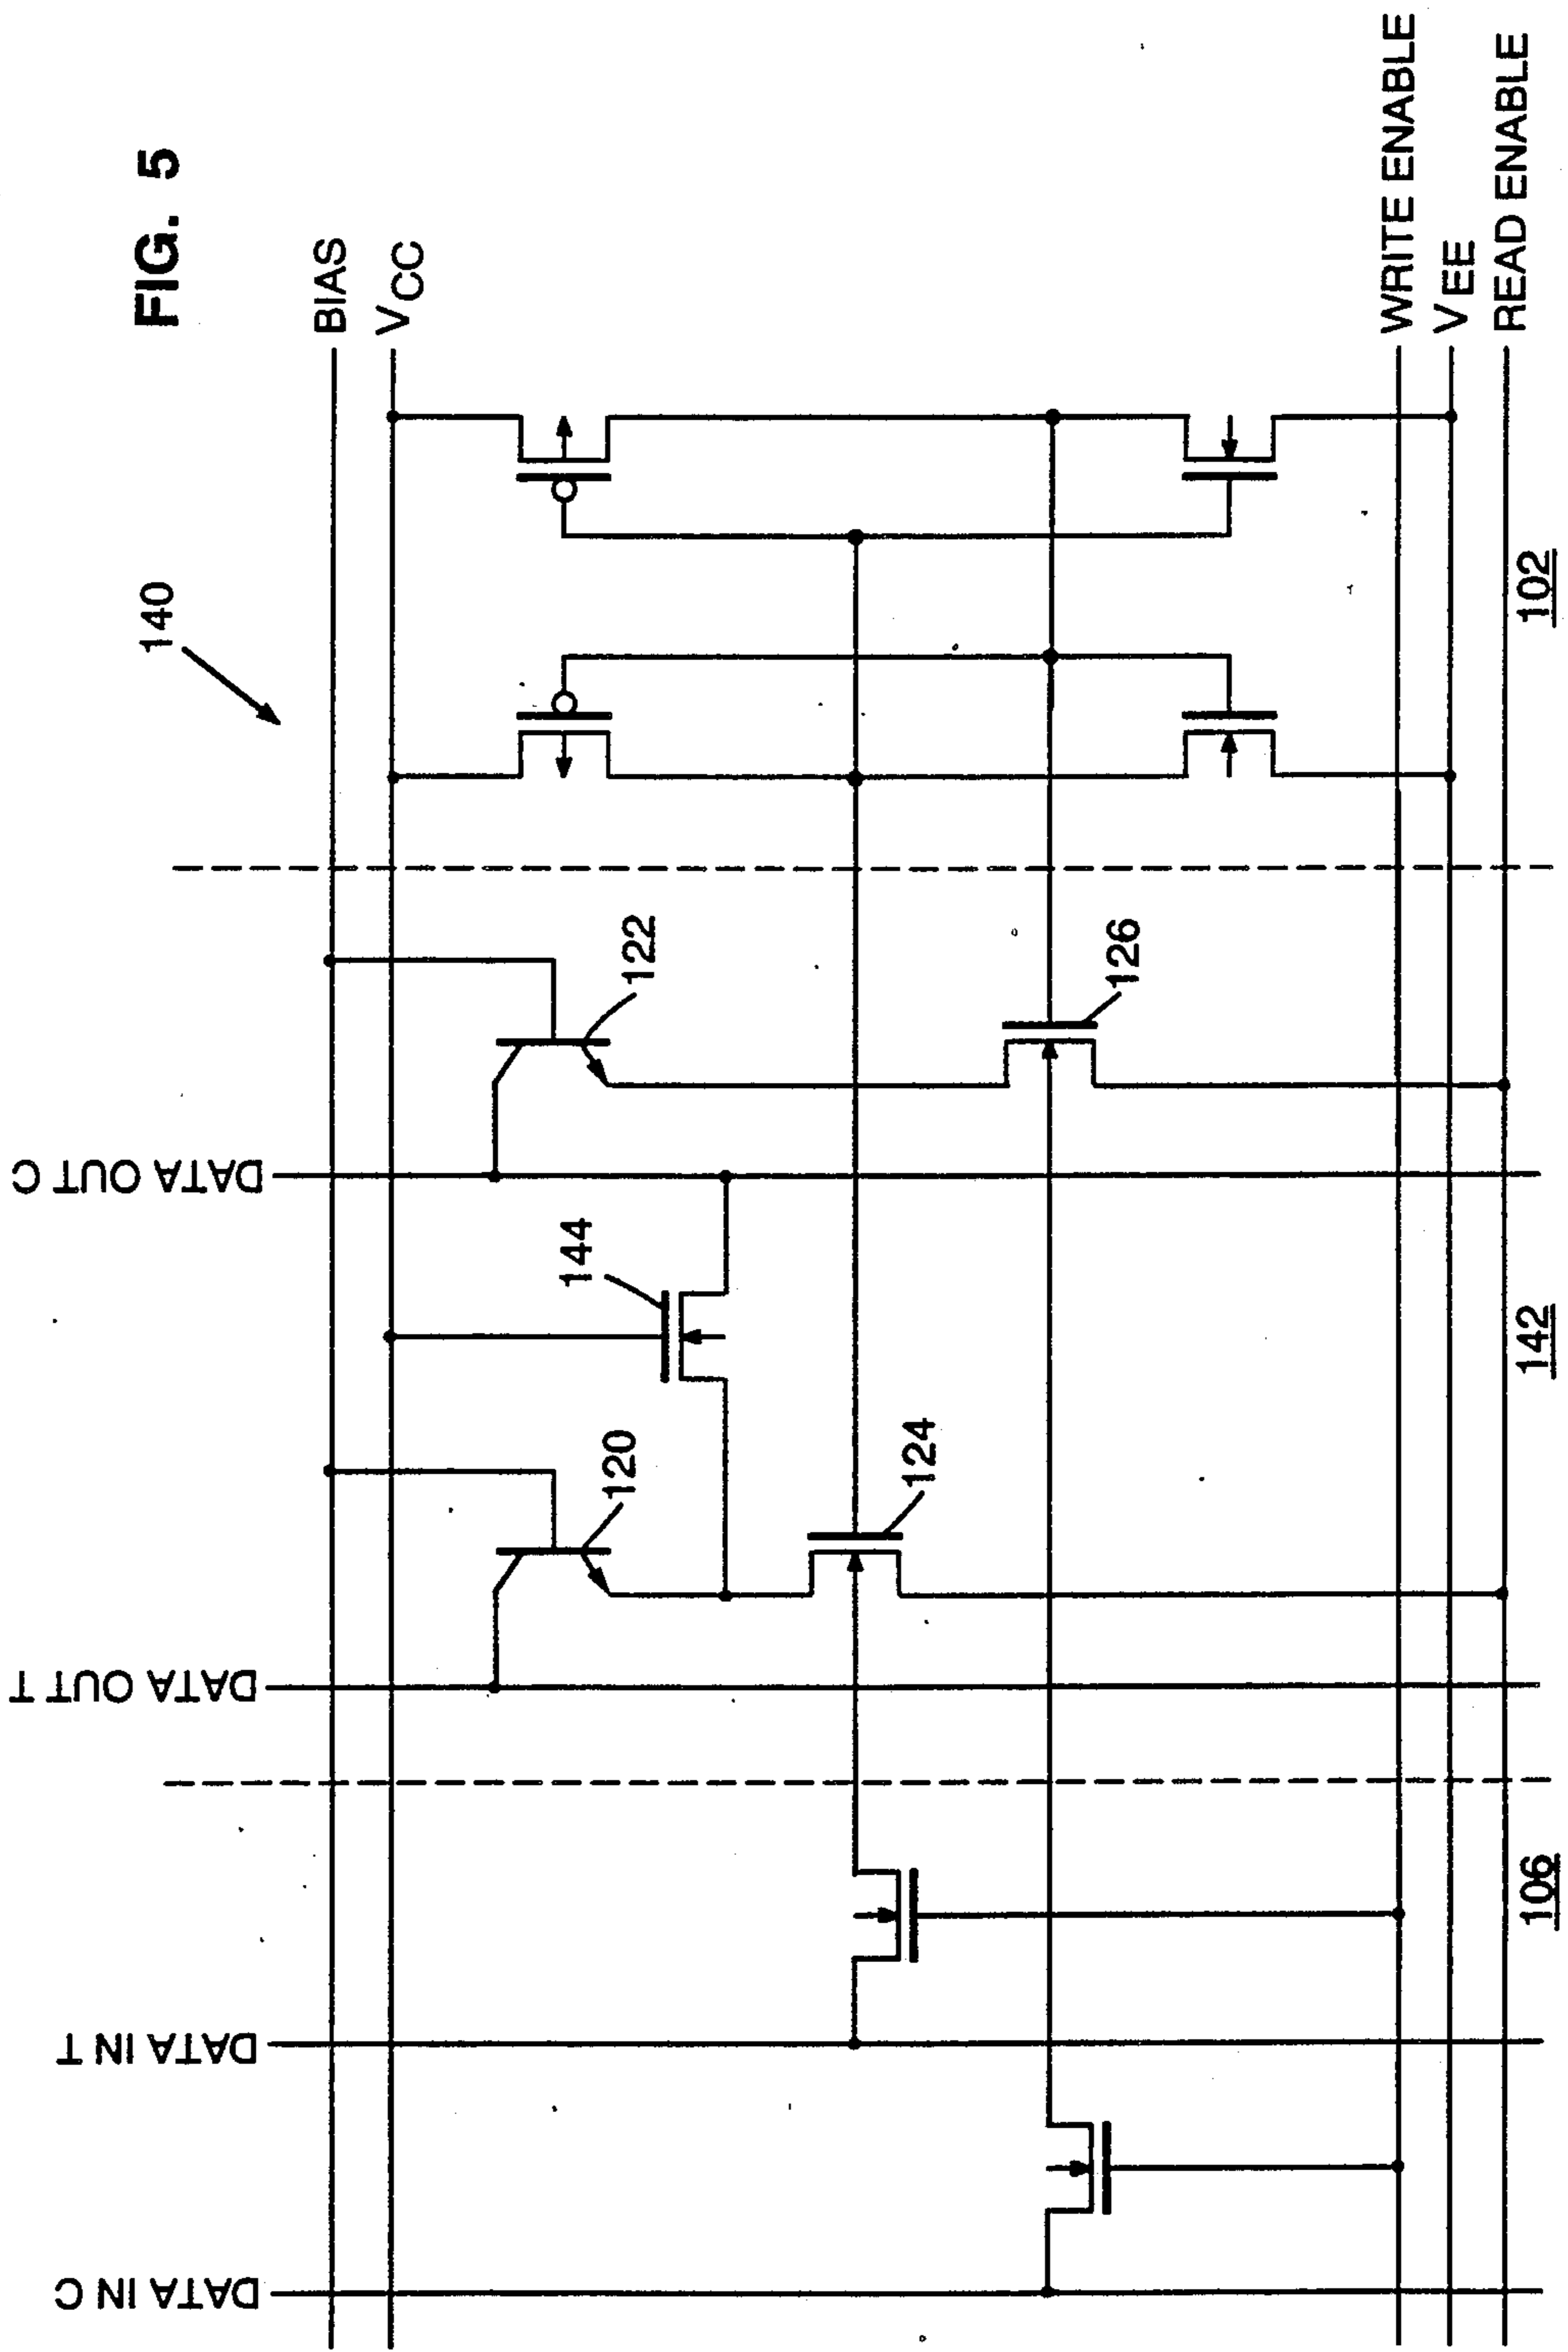 FIG. 5
140
BIAS
VCC
DATA IN C
DATA IN T
DATA OUT T
DATA OUT C
120
144
122
124
126
WRITE ENABLE
VEE
READ ENABLE
106
142
102